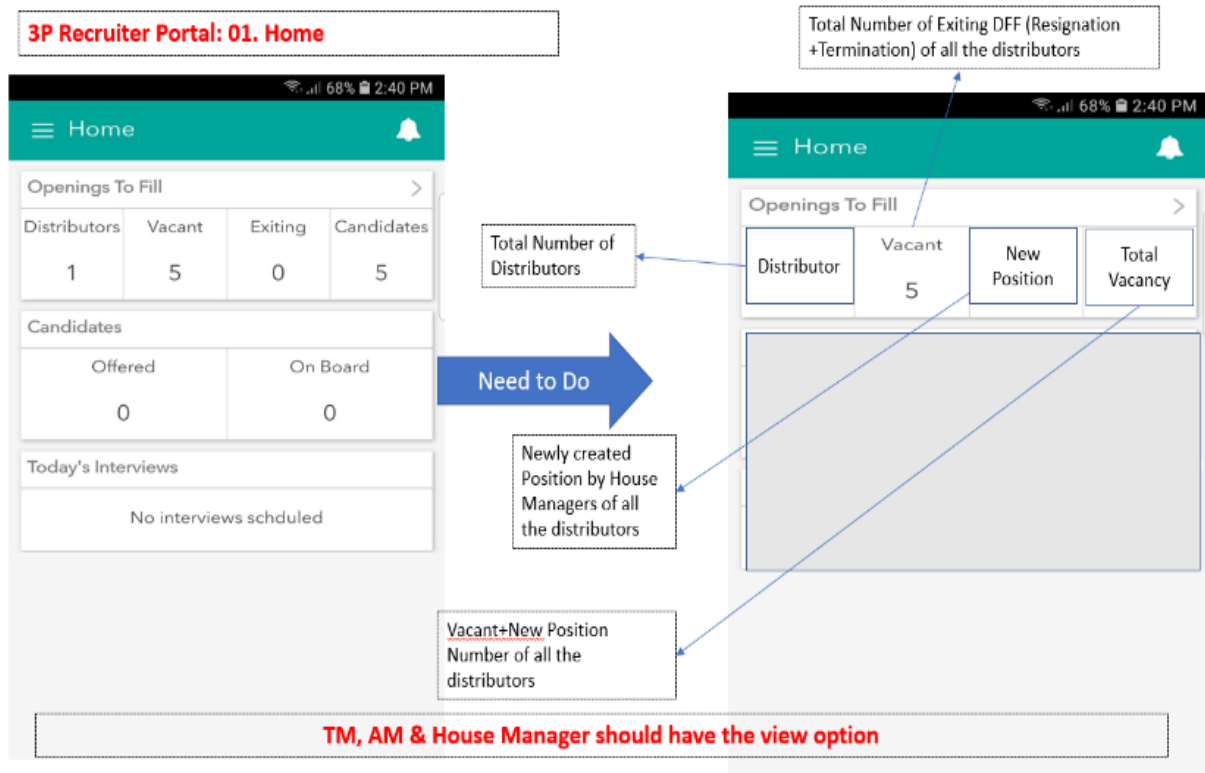 3P Recruiter Portal: 01. Home
Total Number of Exiting DFF (Resignation
+Termination) of all the distributors
68% 2:40 PM
Home
Openings To Fill >
Distributors Vacant Exiting Candidates
1 5 0 5
Candidates
Offered On Board
0 0
Today's Interviews
No interviews schduled
Total Number of
Distributors
Need to Do
Newly created
Position by House
Managers of all
the distributors
Vacant+New Position
Number of all the
distributors
68% 2:40 PM
Home
Openings To Fill >
Distributor
Vacant
5
New
Position
Total
Vacancy
TM, AM & House Manager should have the view option